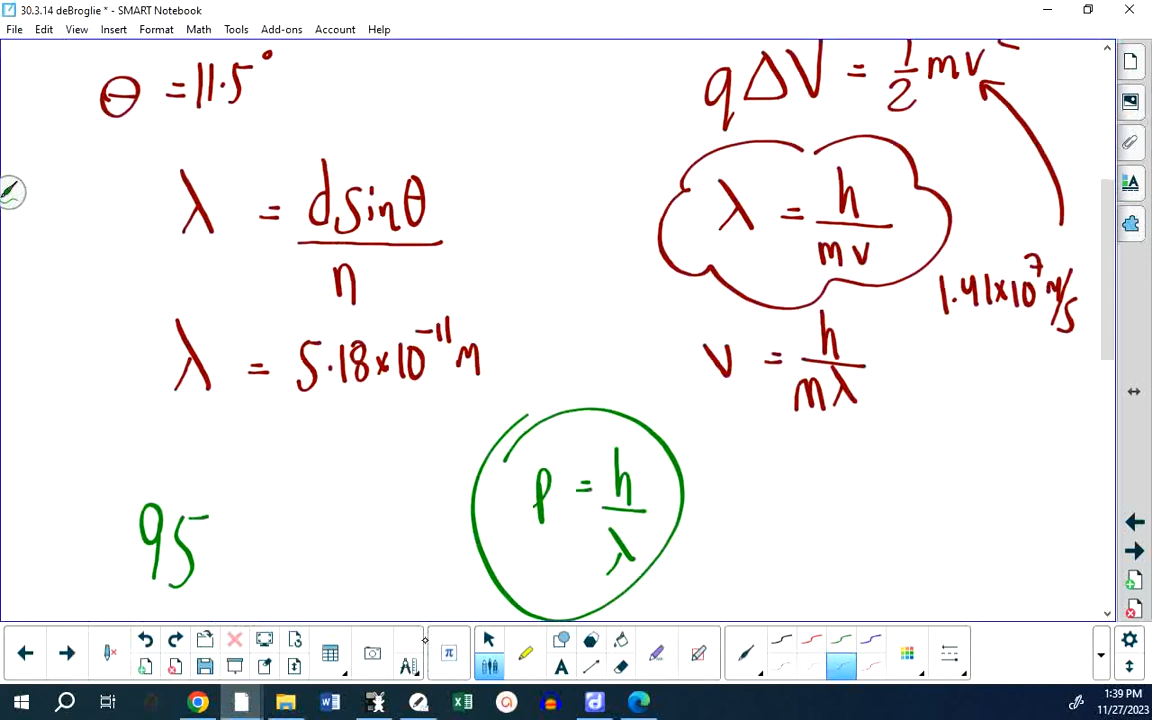 30.3.14 deBroglie * - SMART Notebook
File Edit View Insert Format Math Tools Add-ons Account Help
θ = 11.5°
λ = dsinθ / n
λ = 5.18×10⁻¹¹ m
qΔV = 1/2 mv²
λ = h / mv
1.41×10⁷ m/s
v = h / mλ
p = h / λ
95
1:39 PM
11/27/2023